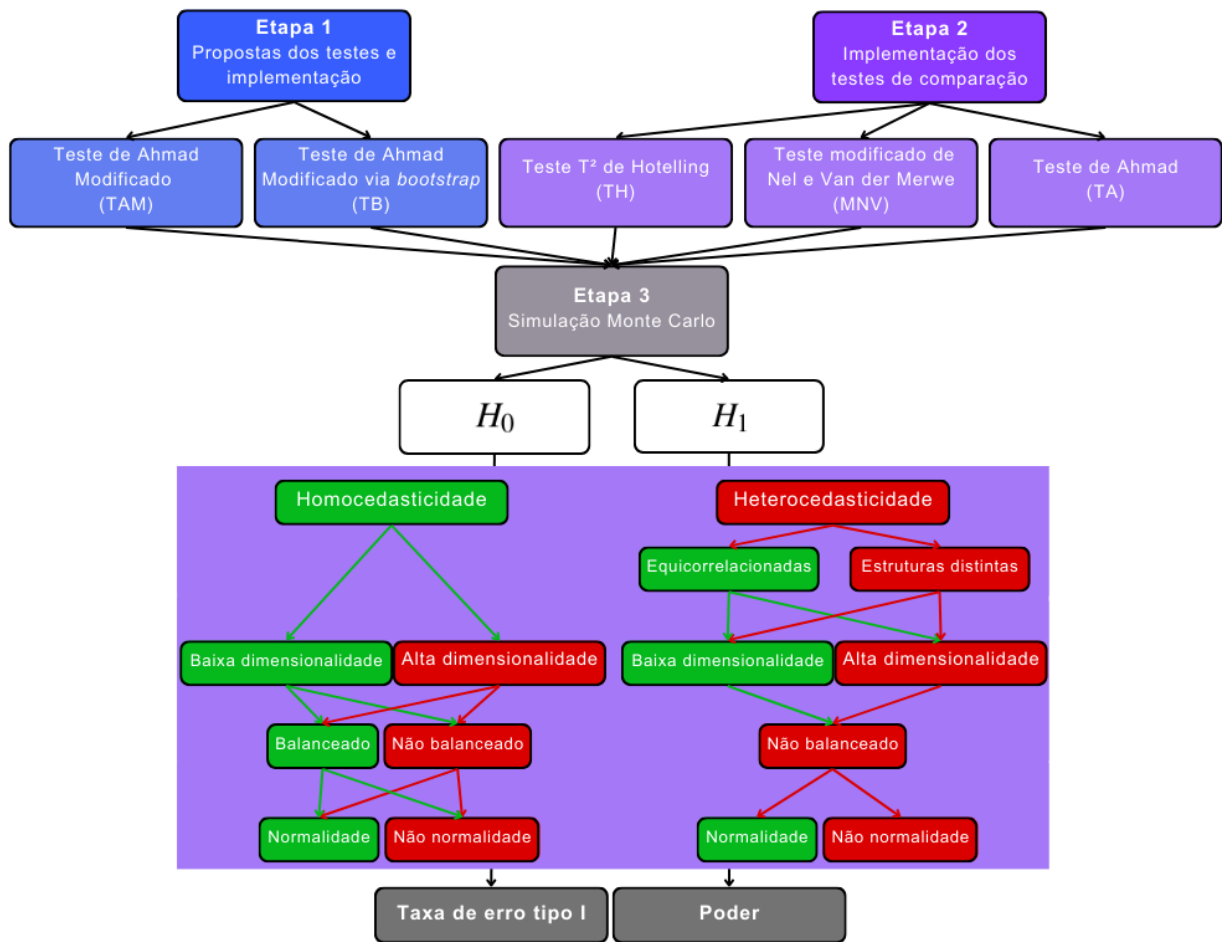 Etapa 1
Propostas dos testes e
implementação
Etapa 2
Implementação dos
testes de comparação
Teste de Ahmad
Modificado
(TAM)
Teste de Ahmad
Modificado via bootstrap
(TB)
Teste T² de Hotelling
(TH)
Teste modificado de
Nel e Van der Merwe
(MNV)
Teste de Ahmad
(TA)
Etapa 3
Simulação Monte Carlo
H₀
H₁
Homocedasticidade
Heterocedasticidade
Equicorrelacionadas
Estruturas distintas
Baixa dimensionalidade
Alta dimensionalidade
Baixa dimensionalidade
Alta dimensionalidade
Balanceado
Não balanceado
Não balanceado
Normalidade
Não normalidade
Normalidade
Não normalidade
Taxa de erro tipo I
Poder